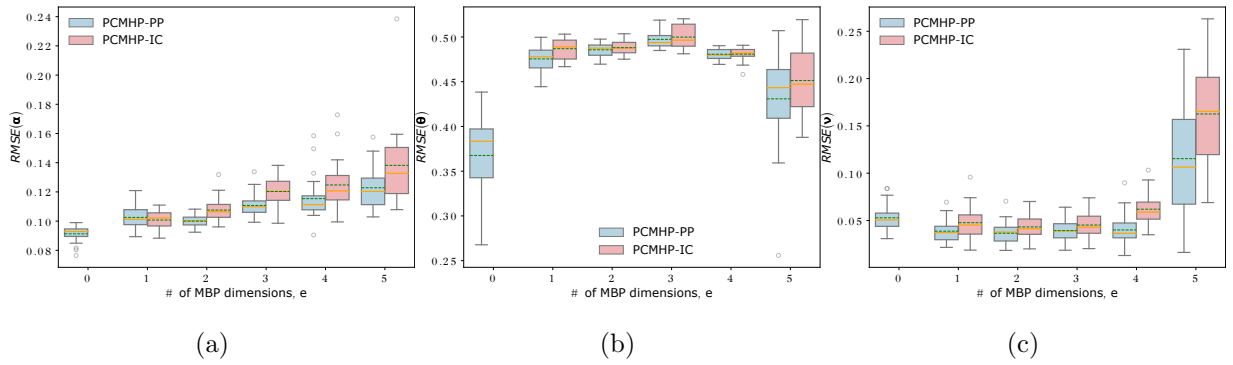 PCMHP-PP
PCMHP-IC
0.24
0.22
0.20
0.18
0.16
0.14
0.12
0.10
0.08
RMSE(α)
0 1 2 3 4 5
# of MBP dimensions, e
(a)
0.50
0.45
0.40
0.35
0.30
0.25
RMSE(θ)
PCMHP-PP
PCMHP-IC
0 1 2 3 4 5
# of MBP dimensions, e
(b)
PCMHP-PP
PCMHP-IC
0.25
0.20
0.15
0.10
0.05
RMSE(ν)
0 1 2 3 4 5
# of MBP dimensions, e
(c)